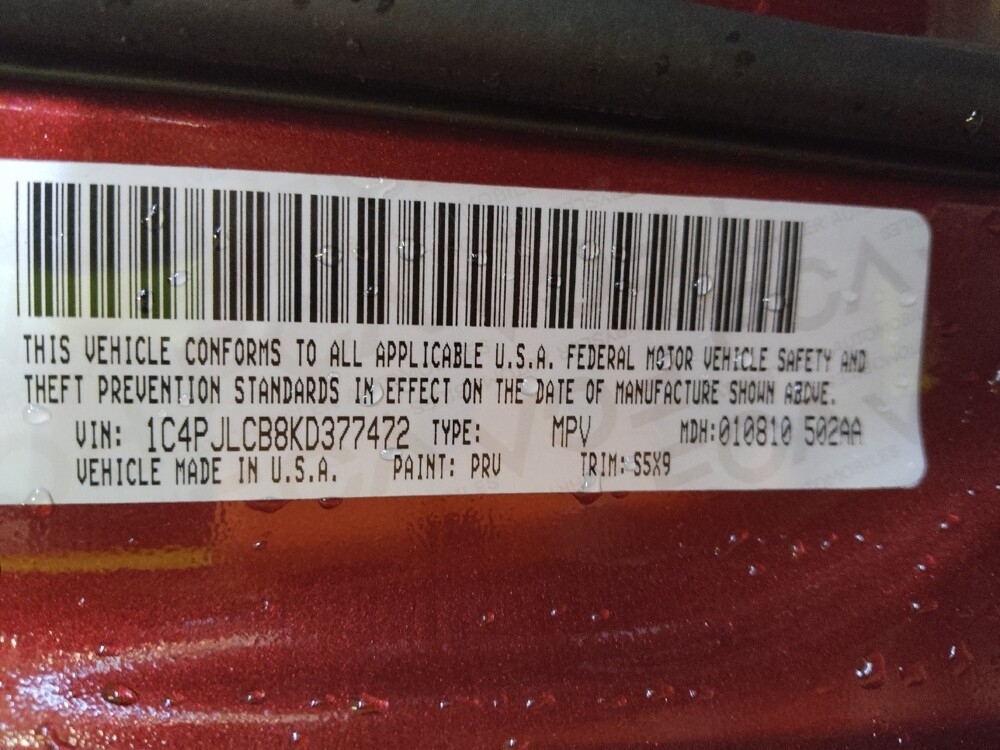 THIS VEHICLE CONFORMS TO ALL APPLICABLE U.S.A. FEDERAL MOTOR VEHICLE SAFETY AND
THEFT PREVENTION STANDARDS IN EFFECT ON THE DATE OF MANUFACTURE SHOWN ABOVE.
VIN: 1C4PJLCB8KD377472 TYPE: MPV MDH:010810 502AA
VEHICLE MADE IN U.S.A. PAINT: PRV TRIM: S5X9